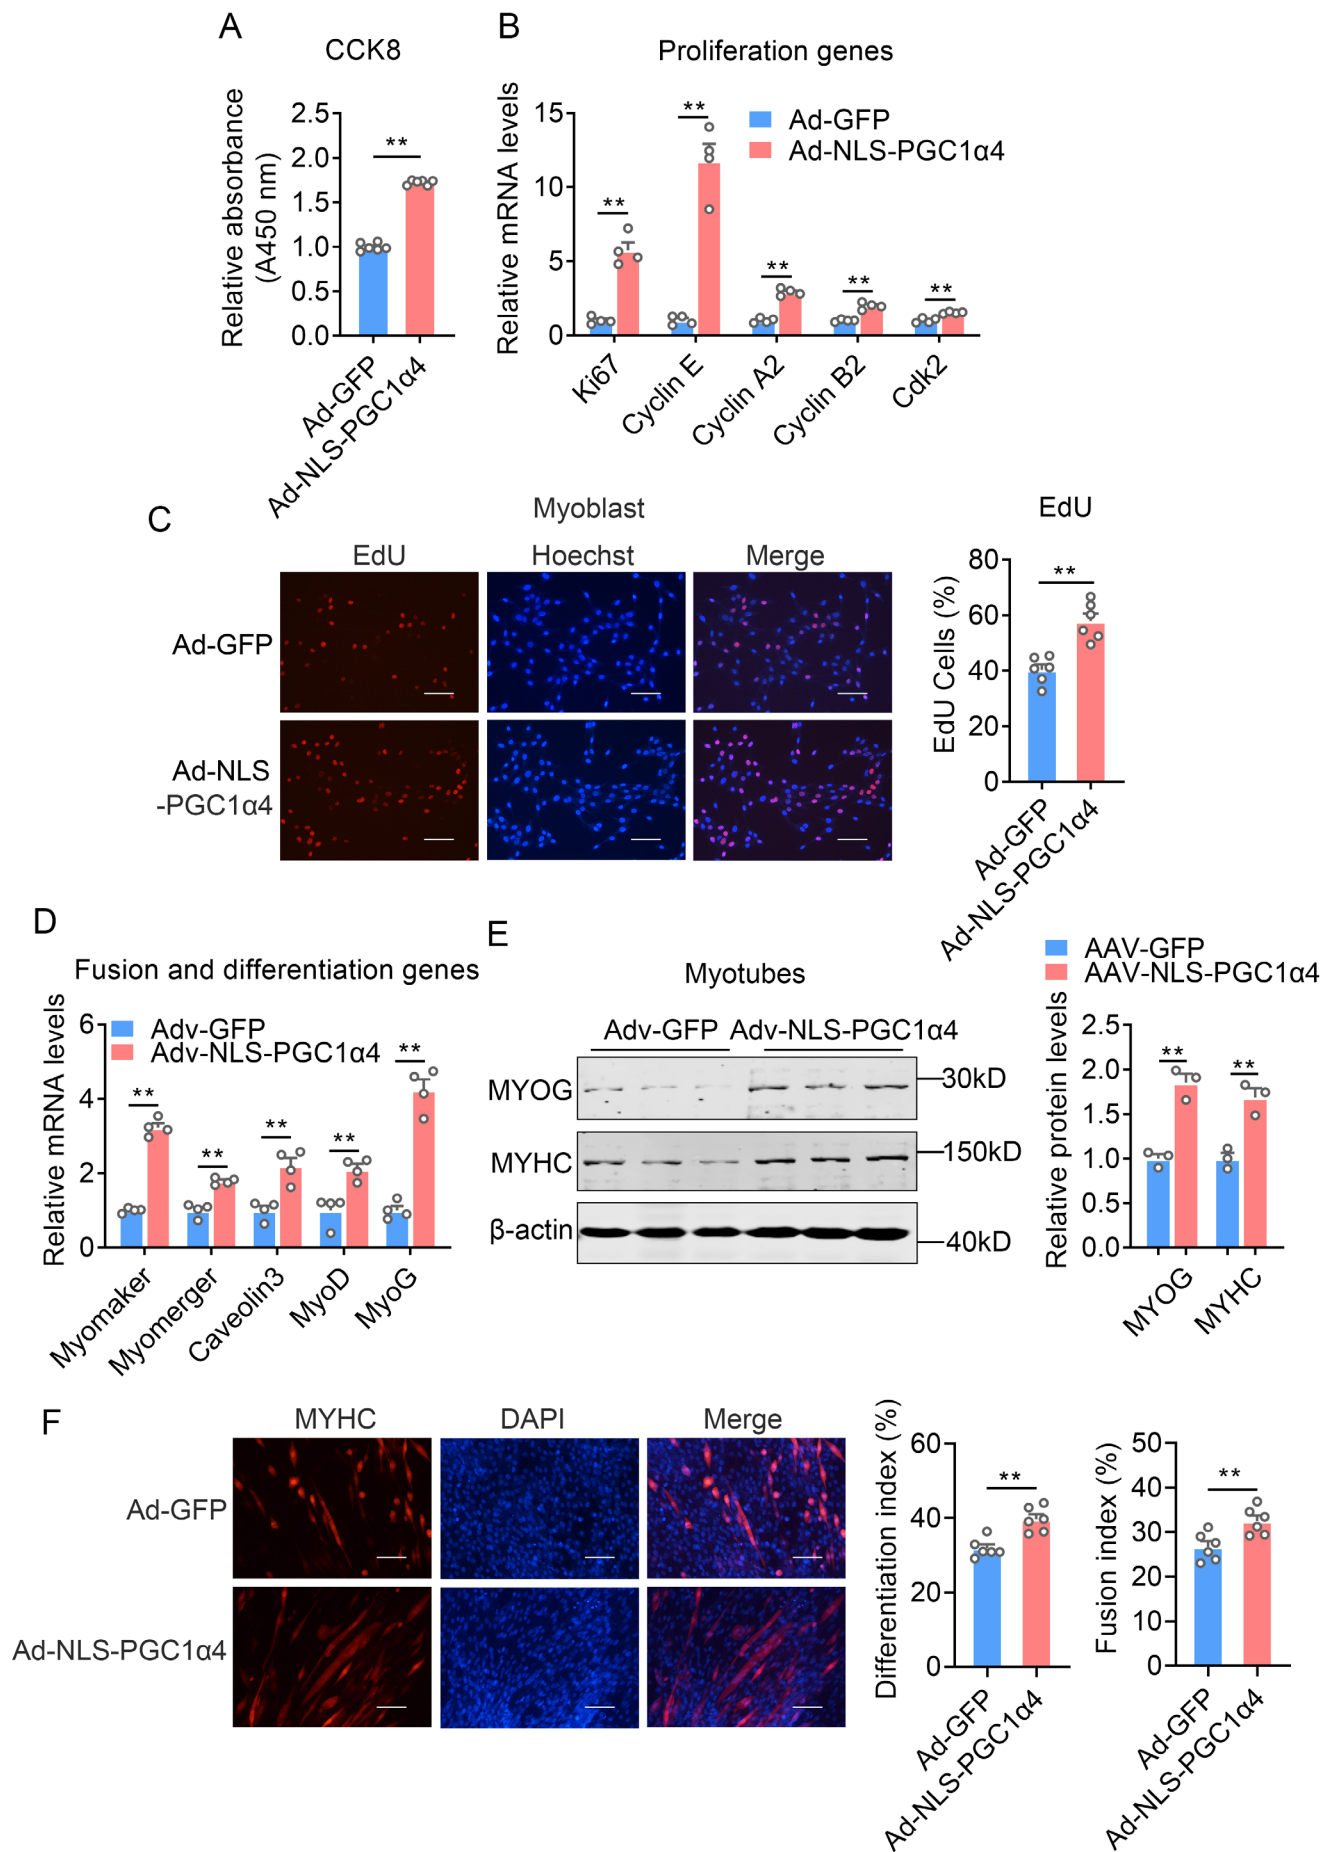 A
CCK8
Relative absorbance
(A450 nm)
2.5
2.0
1.5
1.0
0.5
0.0
**
Ad-GFP
Ad-NLS-PGC1α4
B
Proliferation genes
Relative mRNA levels
15
10
5
0
Ad-GFP
Ad-NLS-PGC1α4
**
**
**
**
**
Ki67
Cyclin E
Cyclin A2
Cyclin B2
Cdk2
C
Myoblast
EdU
Hoechst
Merge
Ad-GFP
Ad-NLS
-PGC1α4
EdU
EdU Cells (%)
80
60
40
20
0
**
Ad-GFP
Ad-NLS-PGC1α4
D
Fusion and differentiation genes
Relative mRNA levels
6
4
2
0
Adv-GFP
Adv-NLS-PGC1α4
**
**
**
**
**
Myomaker
Myomerger
Caveolin3
MyoD
MyoG
E
Myotubes
Adv-GFP
Adv-NLS-PGC1α4
MYOG
30kD
MYHC
150kD
β-actin
40kD
AAV-GFP
AAV-NLS-PGC1α4
Relative protein levels
2.5
2.0
1.5
1.0
0.5
0.0
**
**
MYOG
MYHC
F
MYHC
DAPI
Merge
Ad-GFP
Ad-NLS-PGC1α4
Differentiation index (%)
60
40
20
0
**
Ad-GFP
Ad-NLS-PGC1α4
Fusion index (%)
50
40
30
20
10
0
**
Ad-GFP
Ad-NLS-PGC1α4